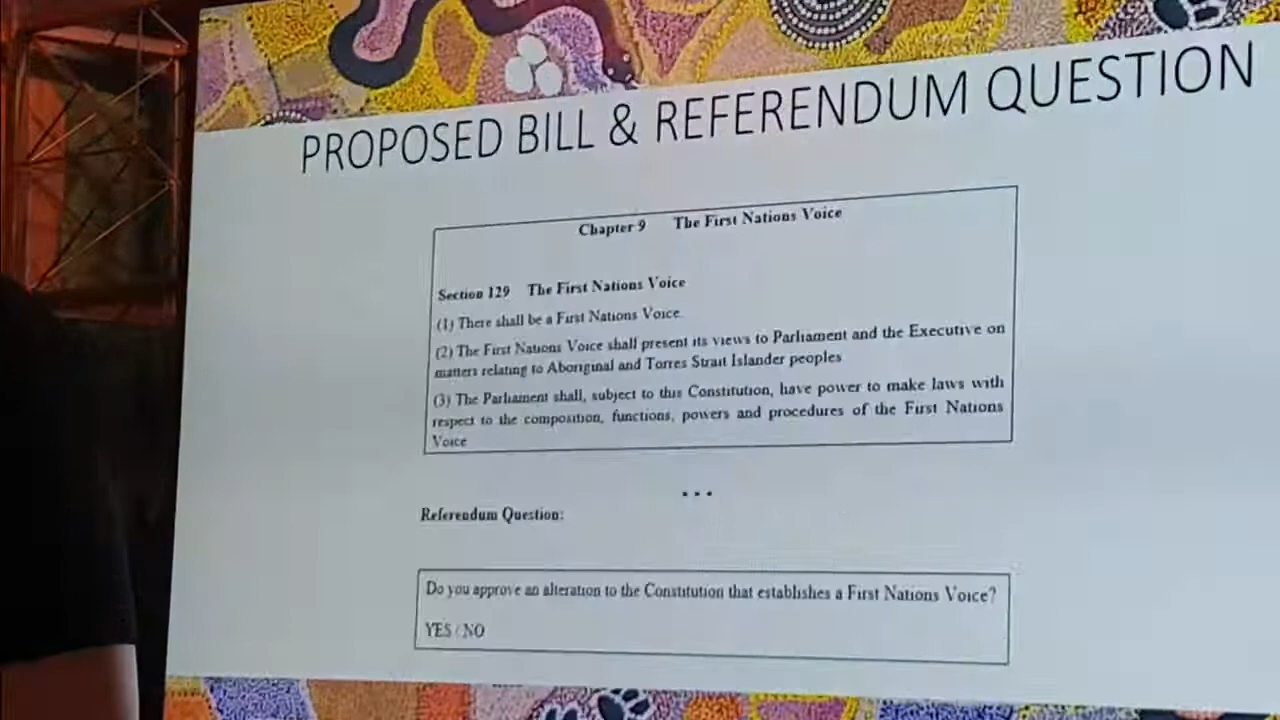 PROPOSED BILL & REFERENDUM QUESTION
Chapter 9 The First Nations Voice
Section 129 The First Nations Voice
(1) There shall be a First Nations Voice.
(2) The First Nations Voice shall present its views to Parliament and the Executive on
matters relating to Aboriginal and Torres Strait Islander peoples
(3) The Parliament shall, subject to this Constitution, have power to make laws with
respect to the composition, functions, powers and procedures of the First Nations
Voice
...
Referendum Question:
Do you approve an alteration to the Constitution that establishes a First Nations Voice?
YES / NO